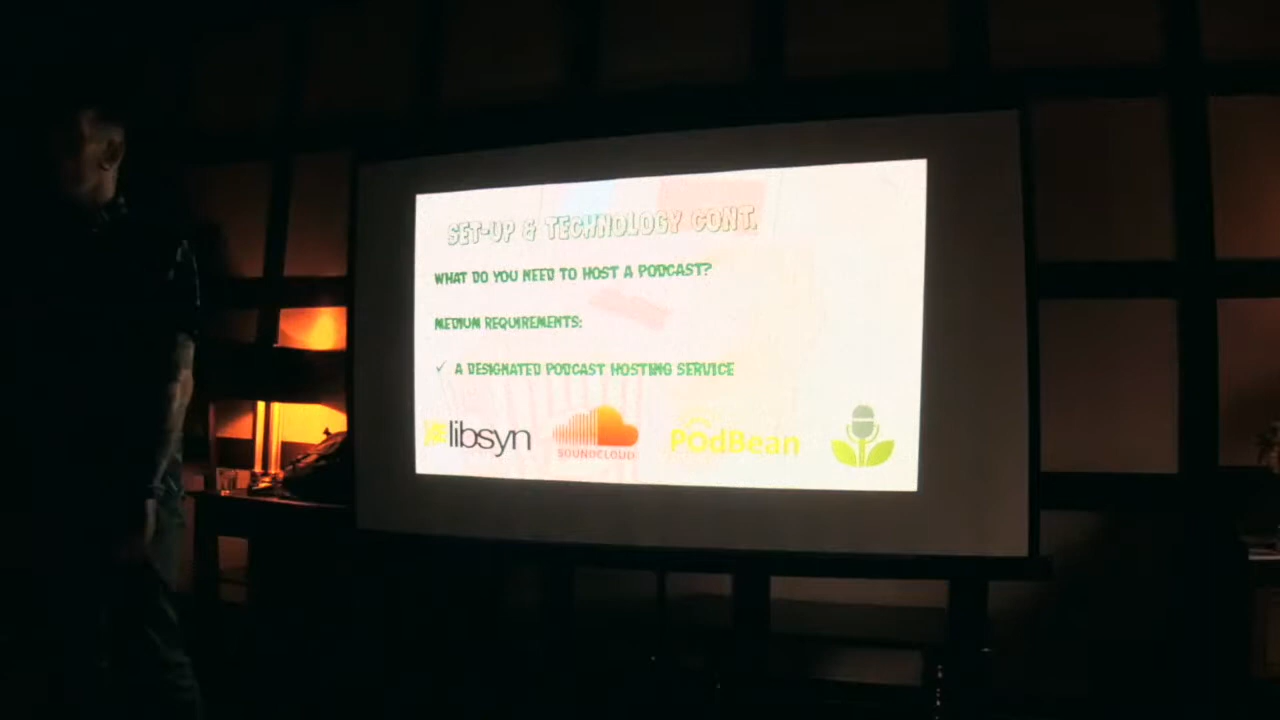 SET-UP & TECHNOLOGY CONT.
WHAT DO YOU NEED TO HOST A PODCAST?
MEDIUM REQUIREMENTS:
✓ A DESIGNATED PODCAST HOSTING SERVICE
libsyn SOUNDCLOUD PodBean